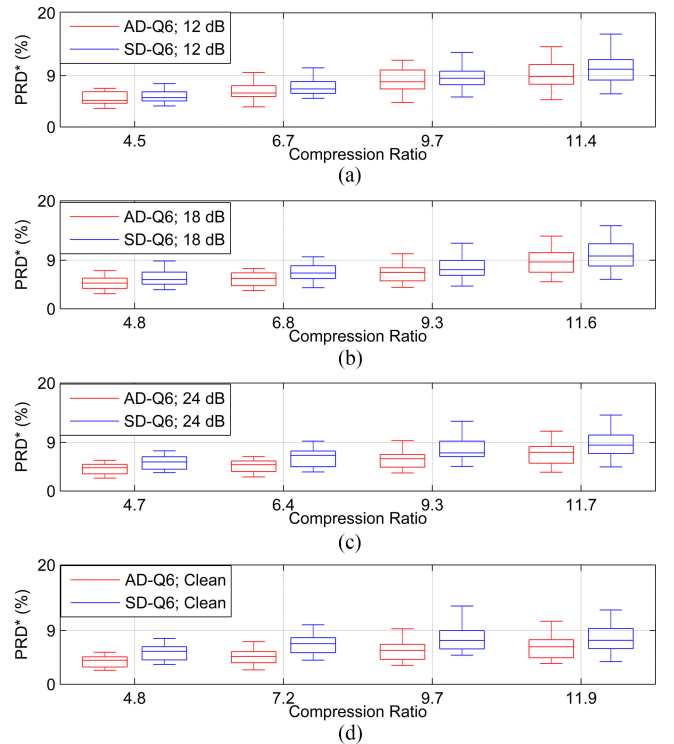 20
AD-Q6; 12 dB
SD-Q6; 12 dB
PRD* (%)
9
0
4.5 6.7 9.7 11.4
Compression Ratio
(a)
20
AD-Q6; 18 dB
SD-Q6; 18 dB
PRD* (%)
9
0
4.8 6.8 9.3 11.6
Compression Ratio
(b)
20
AD-Q6; 24 dB
SD-Q6; 24 dB
PRD* (%)
9
0
4.7 6.4 9.3 11.7
Compression Ratio
(c)
20
AD-Q6; Clean
SD-Q6; Clean
PRD* (%)
9
0
4.8 7.2 9.7 11.9
Compression Ratio
(d)